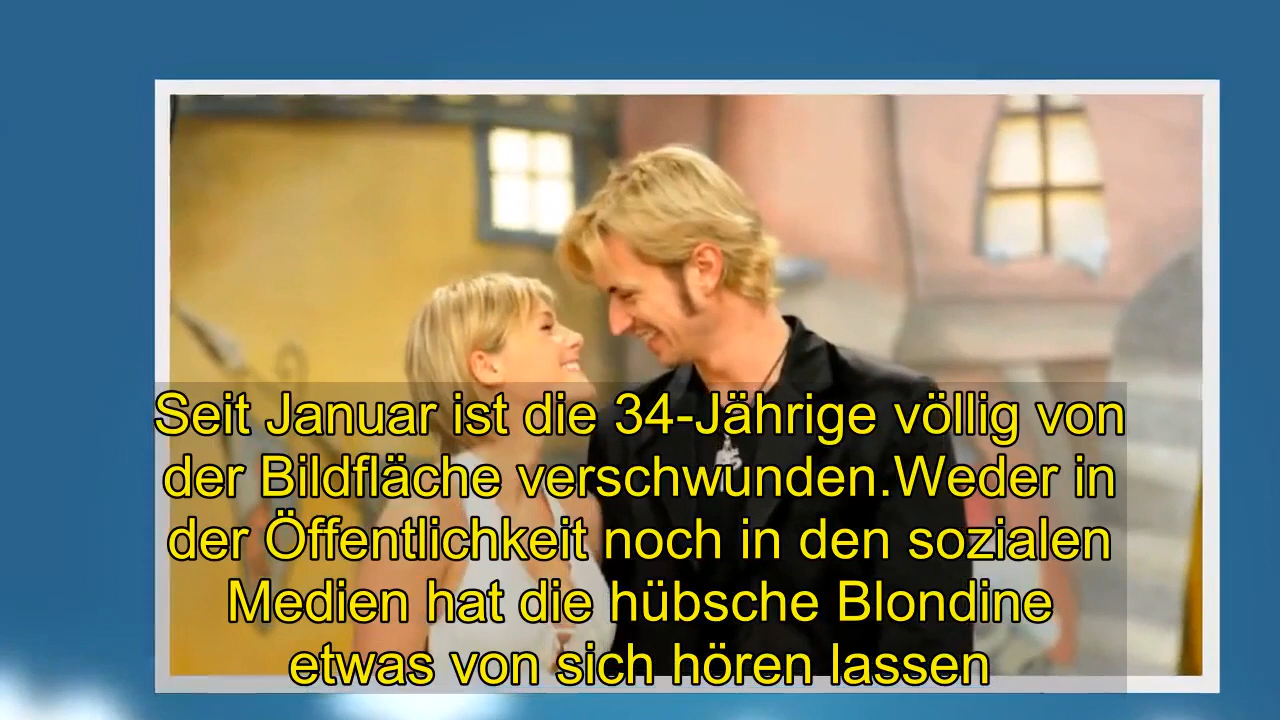 Seit Januar ist die 34-Jährige völlig von
der Bildfläche verschwunden.Weder in
der Öffentlichkeit noch in den sozialen
Medien hat die hübsche Blondine
etwas von sich hören lassen